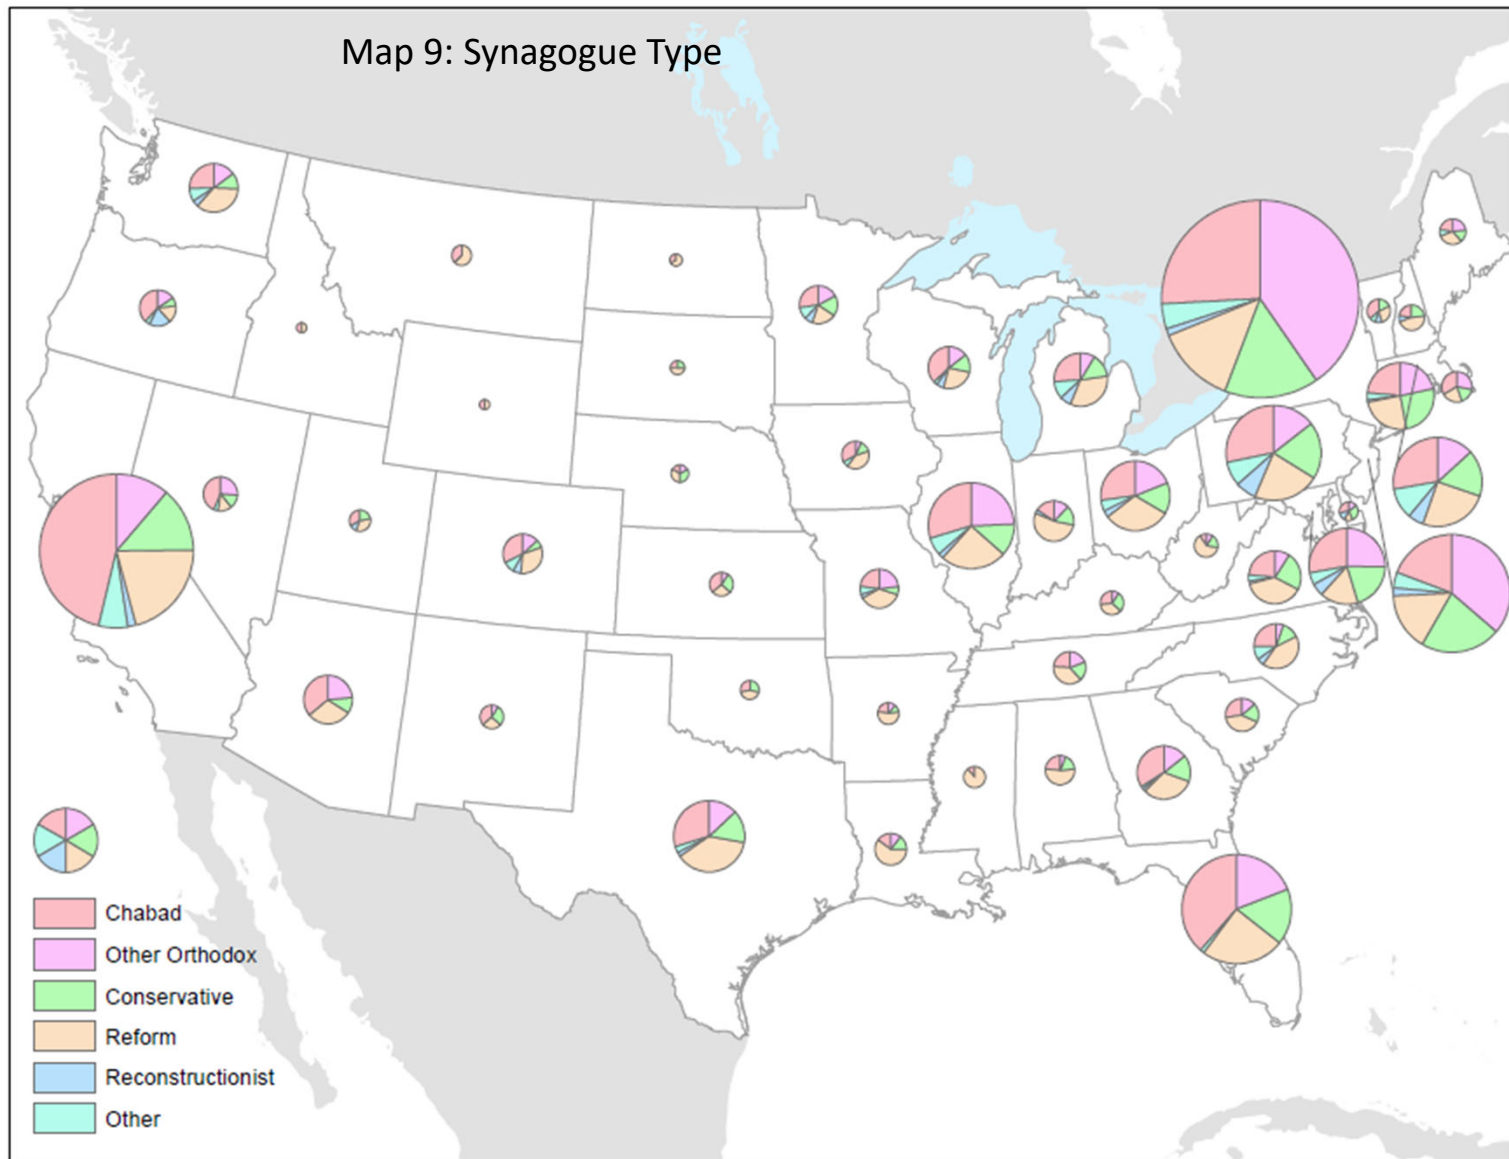 Map 9: Synagogue Type
Chabad
Other Orthodox
Conservative
Reform
Reconstructionist
Other